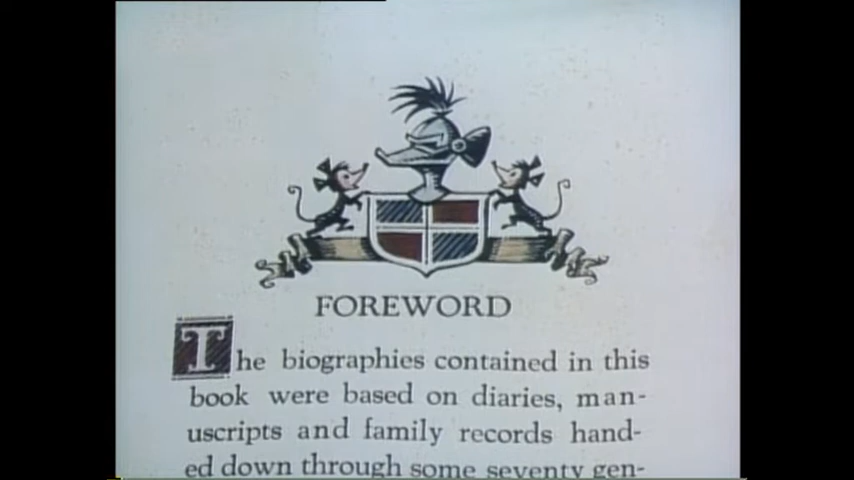 FOREWORD
The biographies contained in this
book were based on diaries, man-
uscripts and family records hand-
ed down through some seventy gen-